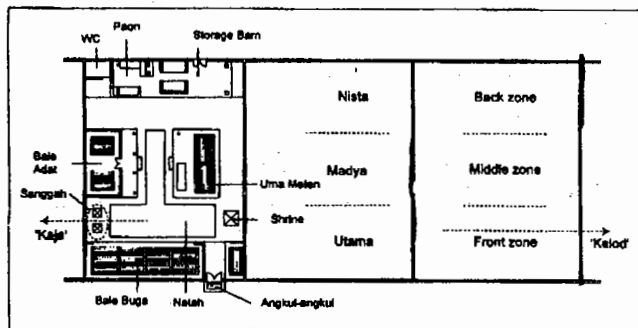 Paon
WC
Storage Barn
Nista
Back zone
Bale
Adat
Madya
Middle zone
Uma Meten
Sanggah
'Kaja'
Shrine
Utama
Front zone
'Kelod'
Bale Buga
Natah
Angkul-angkul